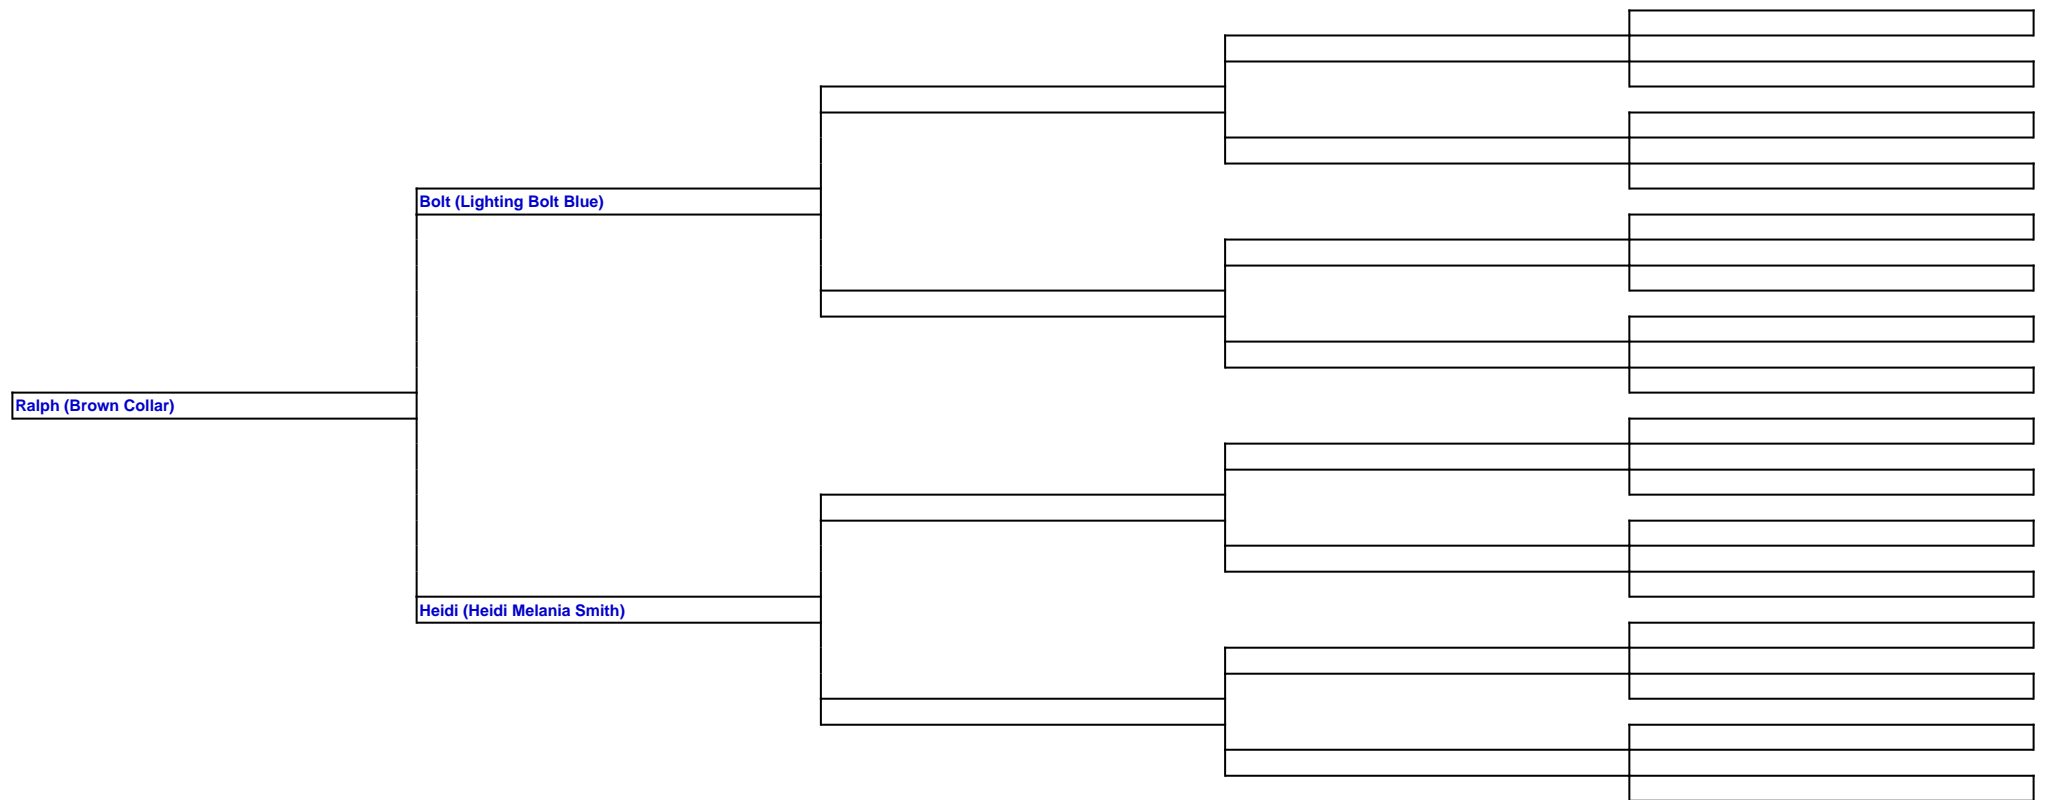 Bolt (Lighting Bolt Blue)
Ralph (Brown Collar)
Heidi (Heidi Melania Smith)